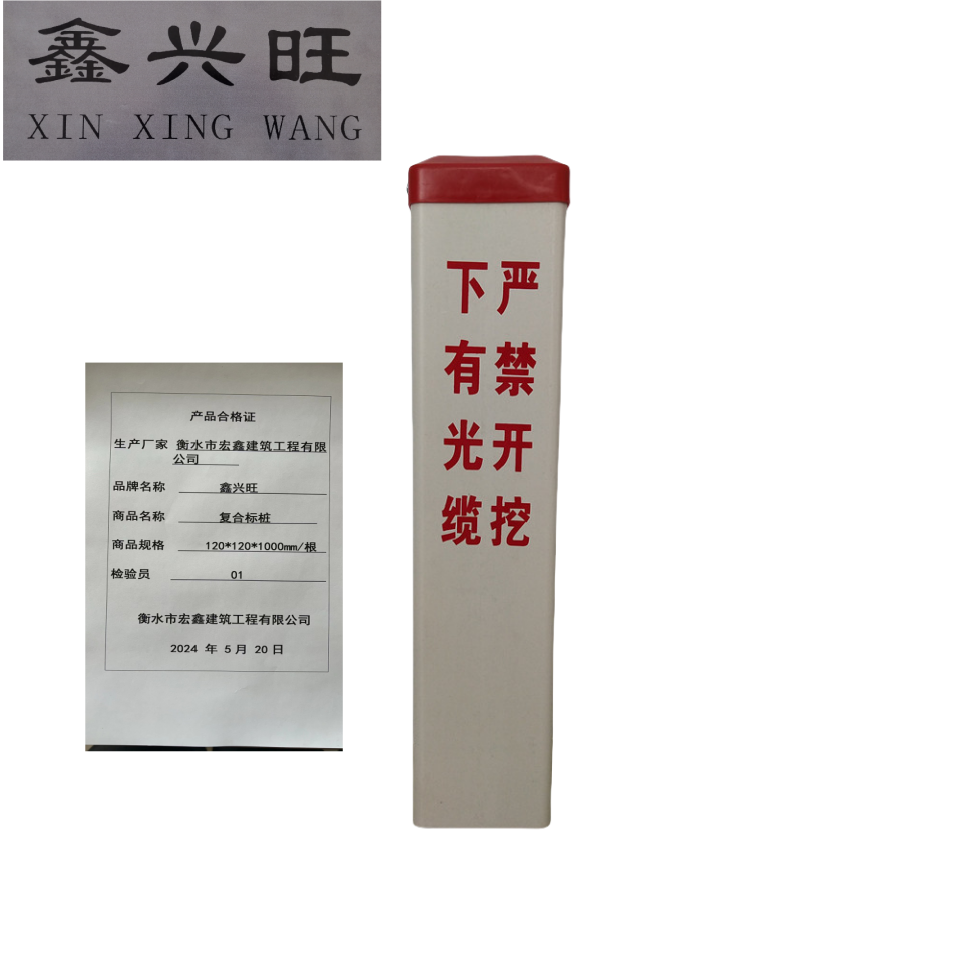 鑫兴旺
XIN XING WANG
严禁开挖
下有光缆
产品合格证
生产厂家 衡水市宏鑫建筑工程有限
公司
品牌名称 鑫兴旺
商品名称 复合标桩
商品规格 120*120*1000mm/根
检验员 01
衡水市宏鑫建筑工程有限公司
2024 年 5 月 20 日